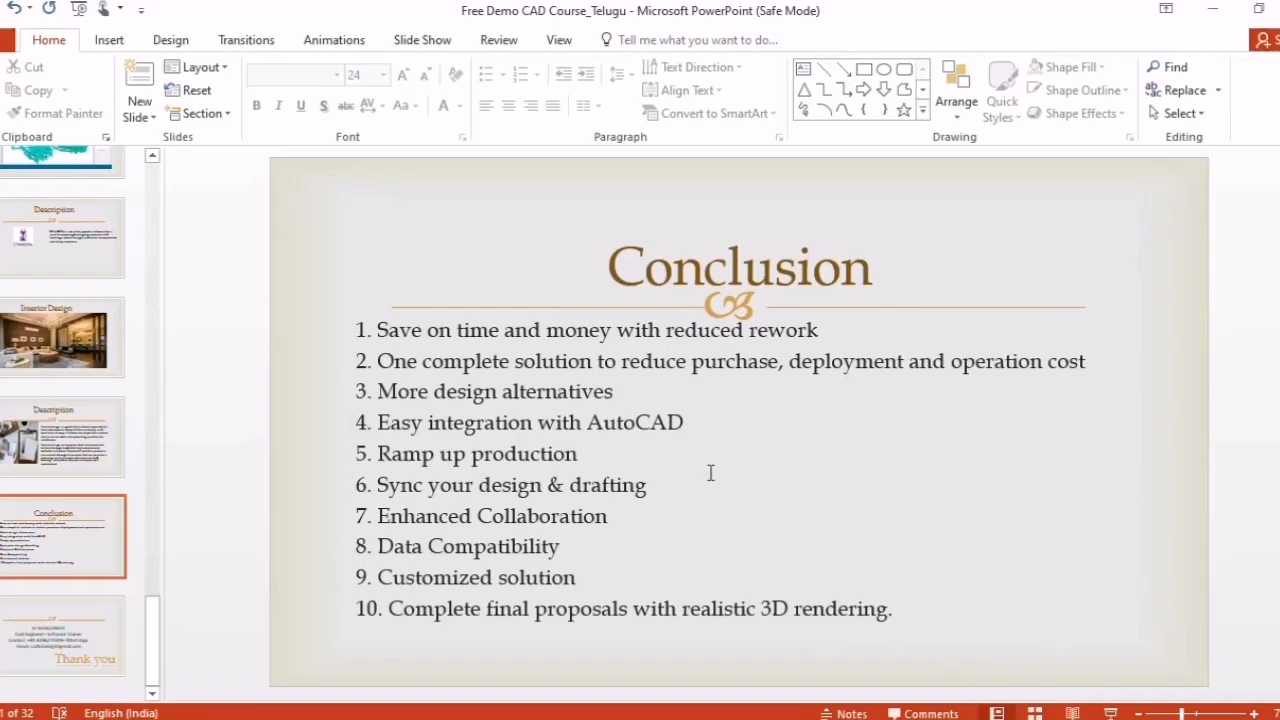 Free Demo CAD Course_Telugu - Microsoft PowerPoint (Safe Mode)
Home Insert Design Transitions Animations Slide Show Review View Tell me what you want to do...
Cut
Copy
Format Painter
Clipboard
New Slide
Layout
Reset
Section
Slides
24
Font
Text Direction
Align Text
Convert to SmartArt
Paragraph
Arrange
Quick Styles
Shape Fill
Shape Outline
Shape Effects
Drawing
Find
Replace
Select
Editing
Description
Interior Design
Description
Conclusion
Thank you
Conclusion
1. Save on time and money with reduced rework
2. One complete solution to reduce purchase, deployment and operation cost
3. More design alternatives
4. Easy integration with AutoCAD
5. Ramp up production
6. Sync your design & drafting
7. Enhanced Collaboration
8. Data Compatibility
9. Customized solution
10. Complete final proposals with realistic 3D rendering.
of 32 English (India) Notes Comments